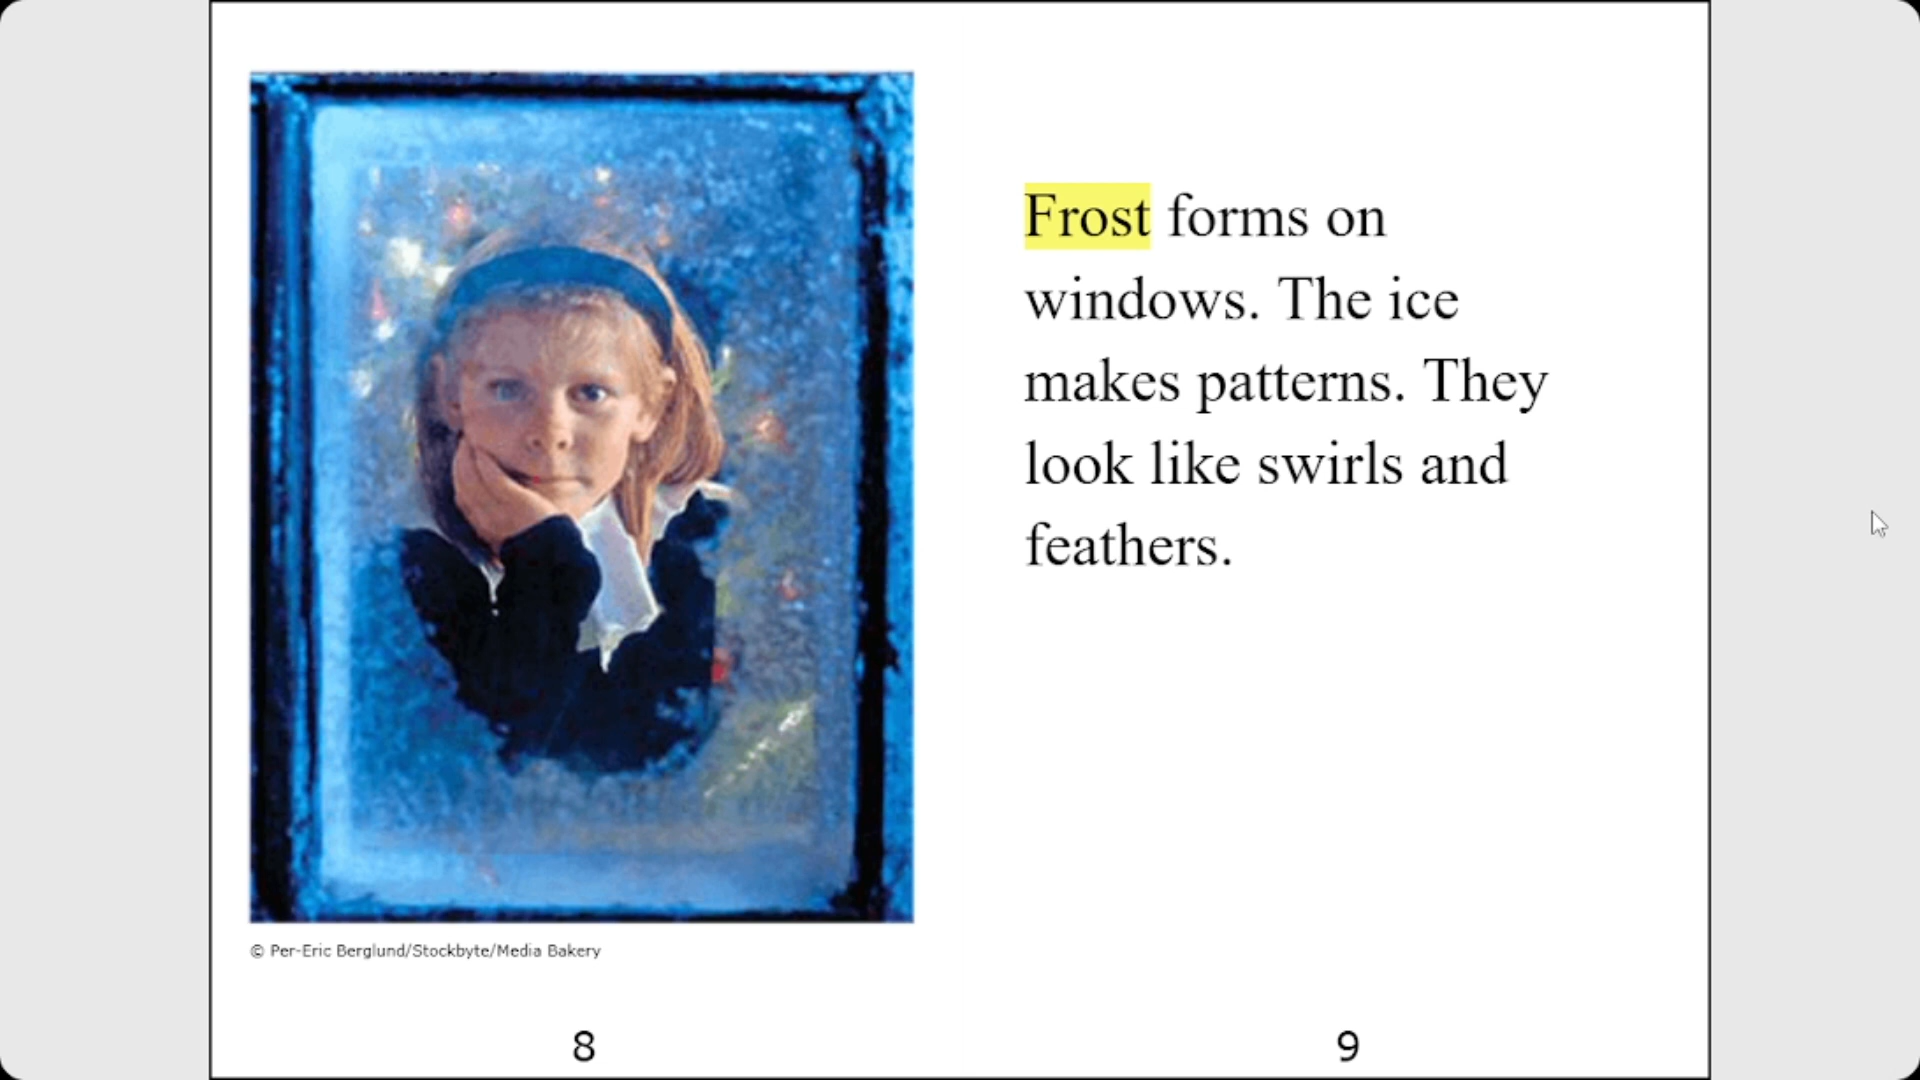 Frost forms on
windows. The ice
makes patterns. They
look like swirls and
feathers.
© Per-Eric Berglund/Stockbyte/Media Bakery
8
9